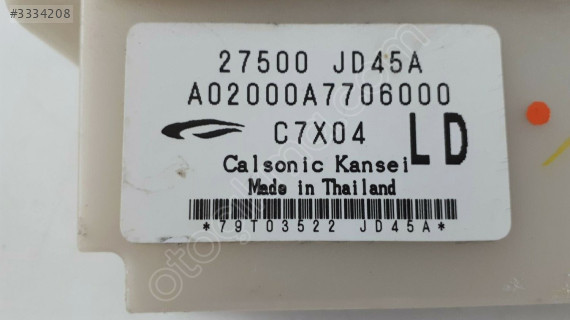 #3334208
27500 JD45A
A02000A7706000
C7X04 LD
Calsonic Kansei
Made in Thailand
*79T03522 JD45A*